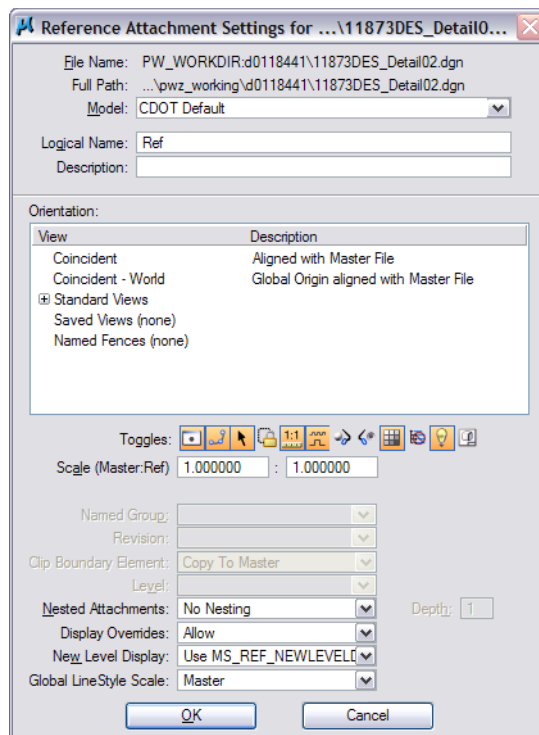 Reference Attachment Settings for ...\11873DES_Detail0...
File Name: PW_WORKDIR:d0118441\11873DES_Detail02.dgn
Full Path: ...\pwz_working\d0118441\11873DES_Detail02.dgn
Model: CDOT Default
Logical Name: Ref
Description:
Orientation:
View Description
Coincident Aligned with Master File
Coincident - World Global Origin aligned with Master File
Standard Views
Saved Views (none)
Named Fences (none)
Toggles: 1:1
Scale (Master:Ref) 1.000000 : 1.000000
Named Group:
Revision:
Clip Boundary Element: Copy To Master
Level:
Nested Attachments: No Nesting Depth: 1
Display Overrides: Allow
New Level Display: Use MS_REF_NEWLEVELD
Global LineStyle Scale: Master
OK Cancel